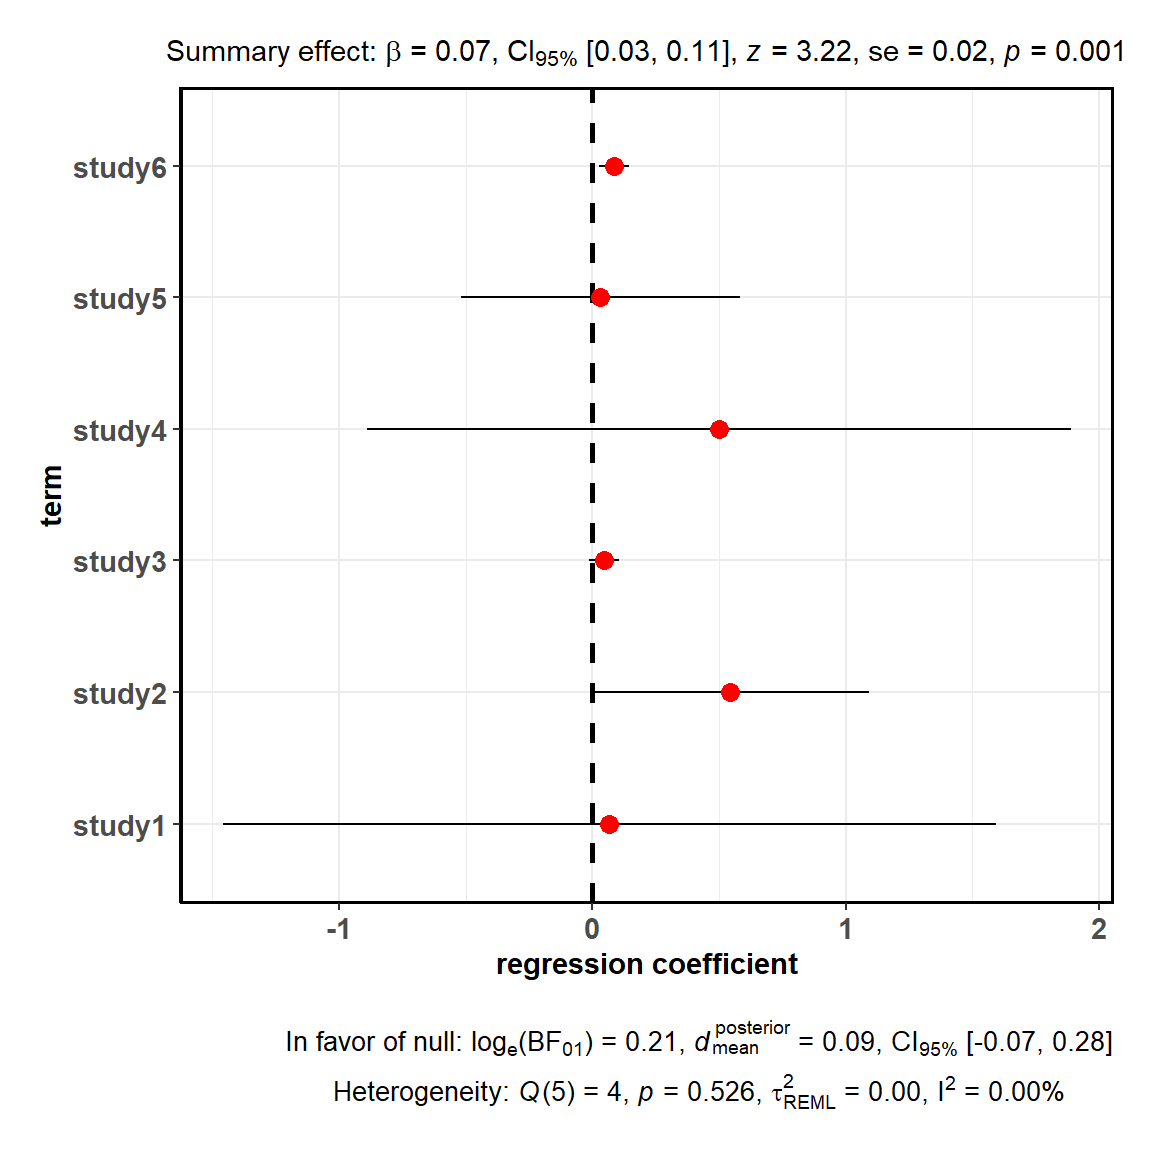 Summary effect: β = 0.07, CI95% [0.03, 0.11], z = 3.22, se = 0.02, p = 0.001
term
study6
study5
study4
study3
study2
study1
-1 0 1 2
regression coefficient
In favor of null: loge(BF01) = 0.21, d posterior mean = 0.09, CI95% [-0.07, 0.28]
Heterogeneity: Q(5) = 4, p = 0.526, τ²REML = 0.00, I² = 0.00%